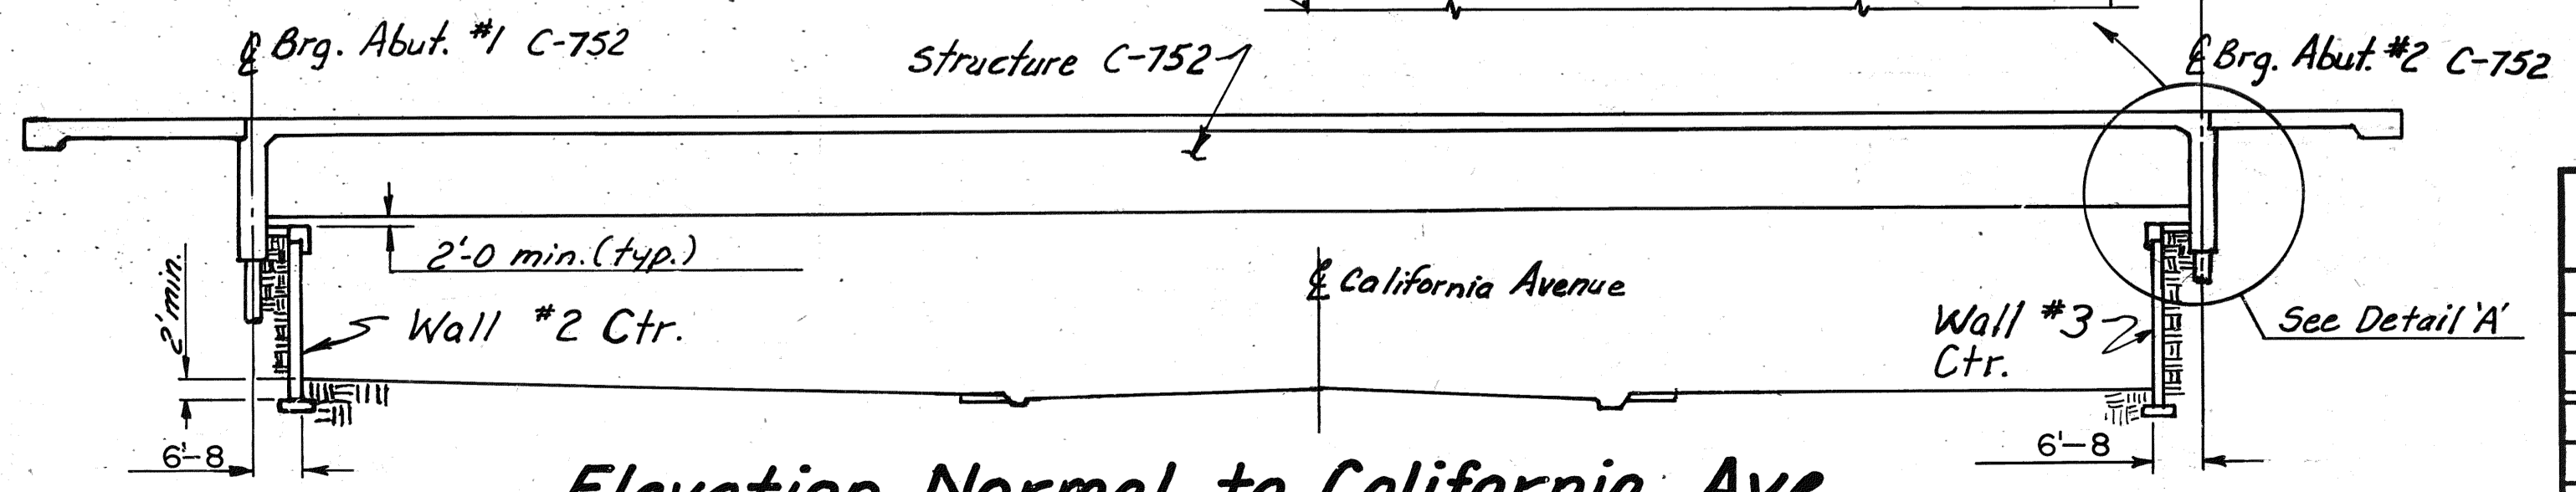 ℄ Brg. Abut. #1 C-752
Structure C-752
℄ Brg. Abut. #2 C-752
2'-0 min. (typ.)
2' min.
Wall #2 Ctr.
℄ California Avenue
Wall #3
Ctr.
See Detail 'A'
6'-8
6'-8
Elevation Normal to California Ave